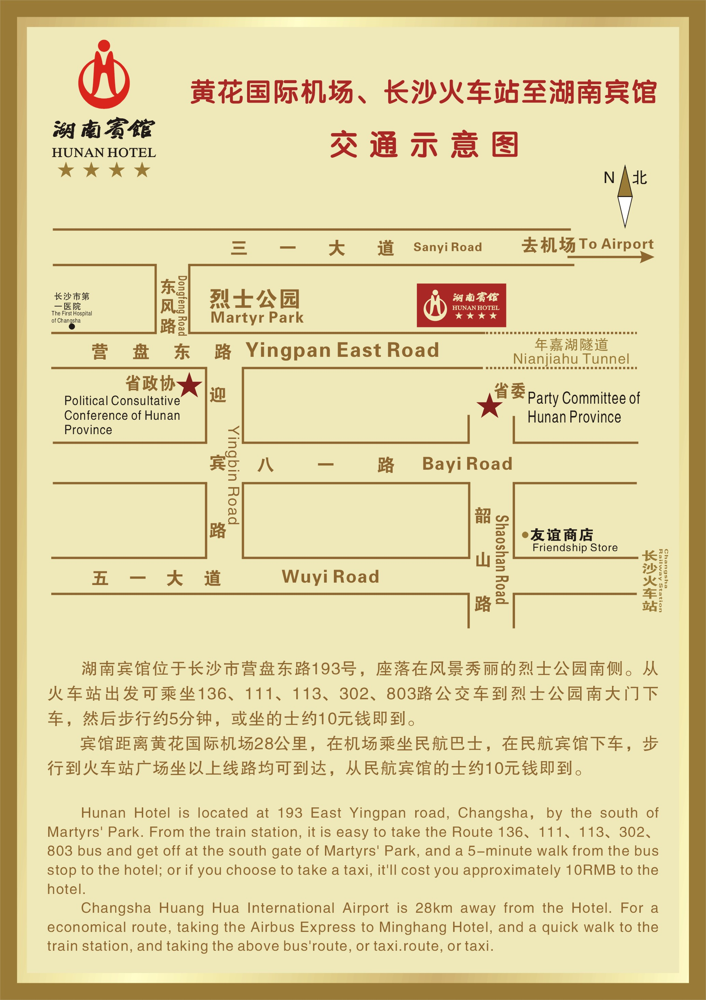 湖南賓館
HUNAN HOTEL
黄花国际机场、长沙火车站至湖南宾馆
交通示意图
N 北
三一大道 Sanyi Road
去机场 To Airport
东风路
Dongfeng Road
长沙市第
一医院
The First Hospital
of Changsha
烈士公园
Martyr Park
湖南賓館
HUNAN HOTEL
营盘东路 Yingpan East Road
年嘉湖隧道
Nianjiahu Tunnel
省政协
Political Consultative
Conference of Hunan
Province
迎宾路
Yingbin Road
省委
Party Committee of
Hunan Province
八一路 Bayi Road
韶山路
Shaoshan Road
友谊商店
Friendship Store
五一大道 Wuyi Road
长沙火车站
Changsha
Railway Station
湖南宾馆位于长沙市营盘东路193号，座落在风景秀丽的烈士公园南侧。从
火车站出发可乘坐136、111、113、302、803路公交车到烈士公园南大门下
车，然后步行约5分钟，或坐的士约10元钱即到。
宾馆距离黄花国际机场28公里，在机场乘坐民航巴士，在民航宾馆下车，步
行到火车站广场坐以上线路均可到达，从民航宾馆的士约10元钱即到。
Hunan Hotel is located at 193 East Yingpan road, Changsha，by the south of
Martyrs' Park. From the train station, it is easy to take the Route 136、111、113、302、
803 bus and get off at the south gate of Martyrs' Park, and a 5–minute walk from the bus
stop to the hotel; or if you choose to take a taxi, it'll cost you approximately 10RMB to the
hotel.
Changsha Huang Hua International Airport is 28km away from the Hotel. For a
economical route, taking the Airbus Express to Minghang Hotel, and a quick walk to the
train station, and taking the above bus'route, or taxi.route, or taxi.